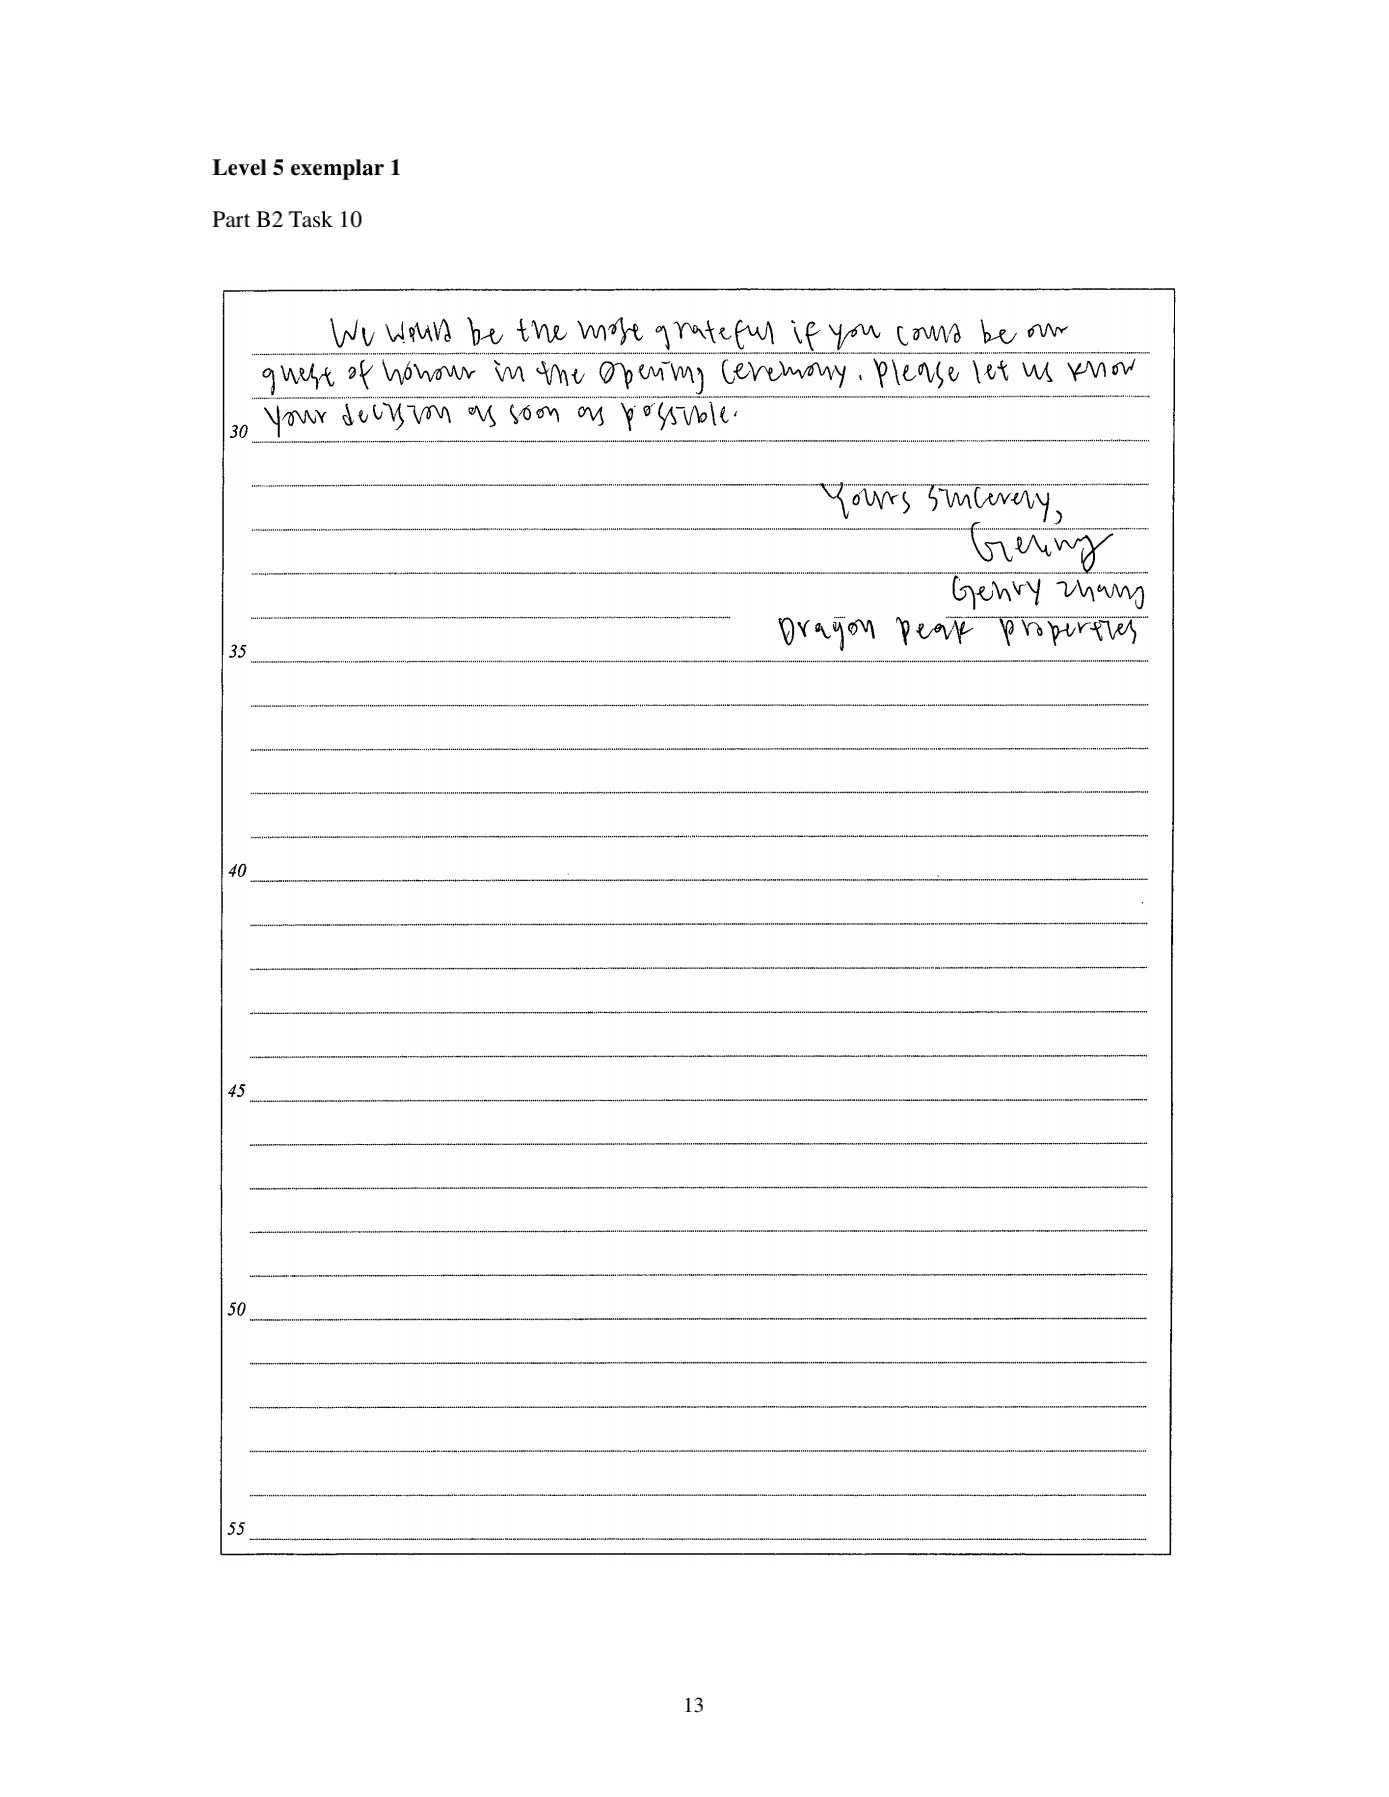 Level 5 exemplar 1
Part B2 Task 10
We would be the most grateful if you could be our
guest of honour in the Opening Ceremony. Please let us know
your decision as soon as possible.
30
Yours sincerely,
Gehry Zhang
Dragon Peak Properties
35
40
45
50
55
13